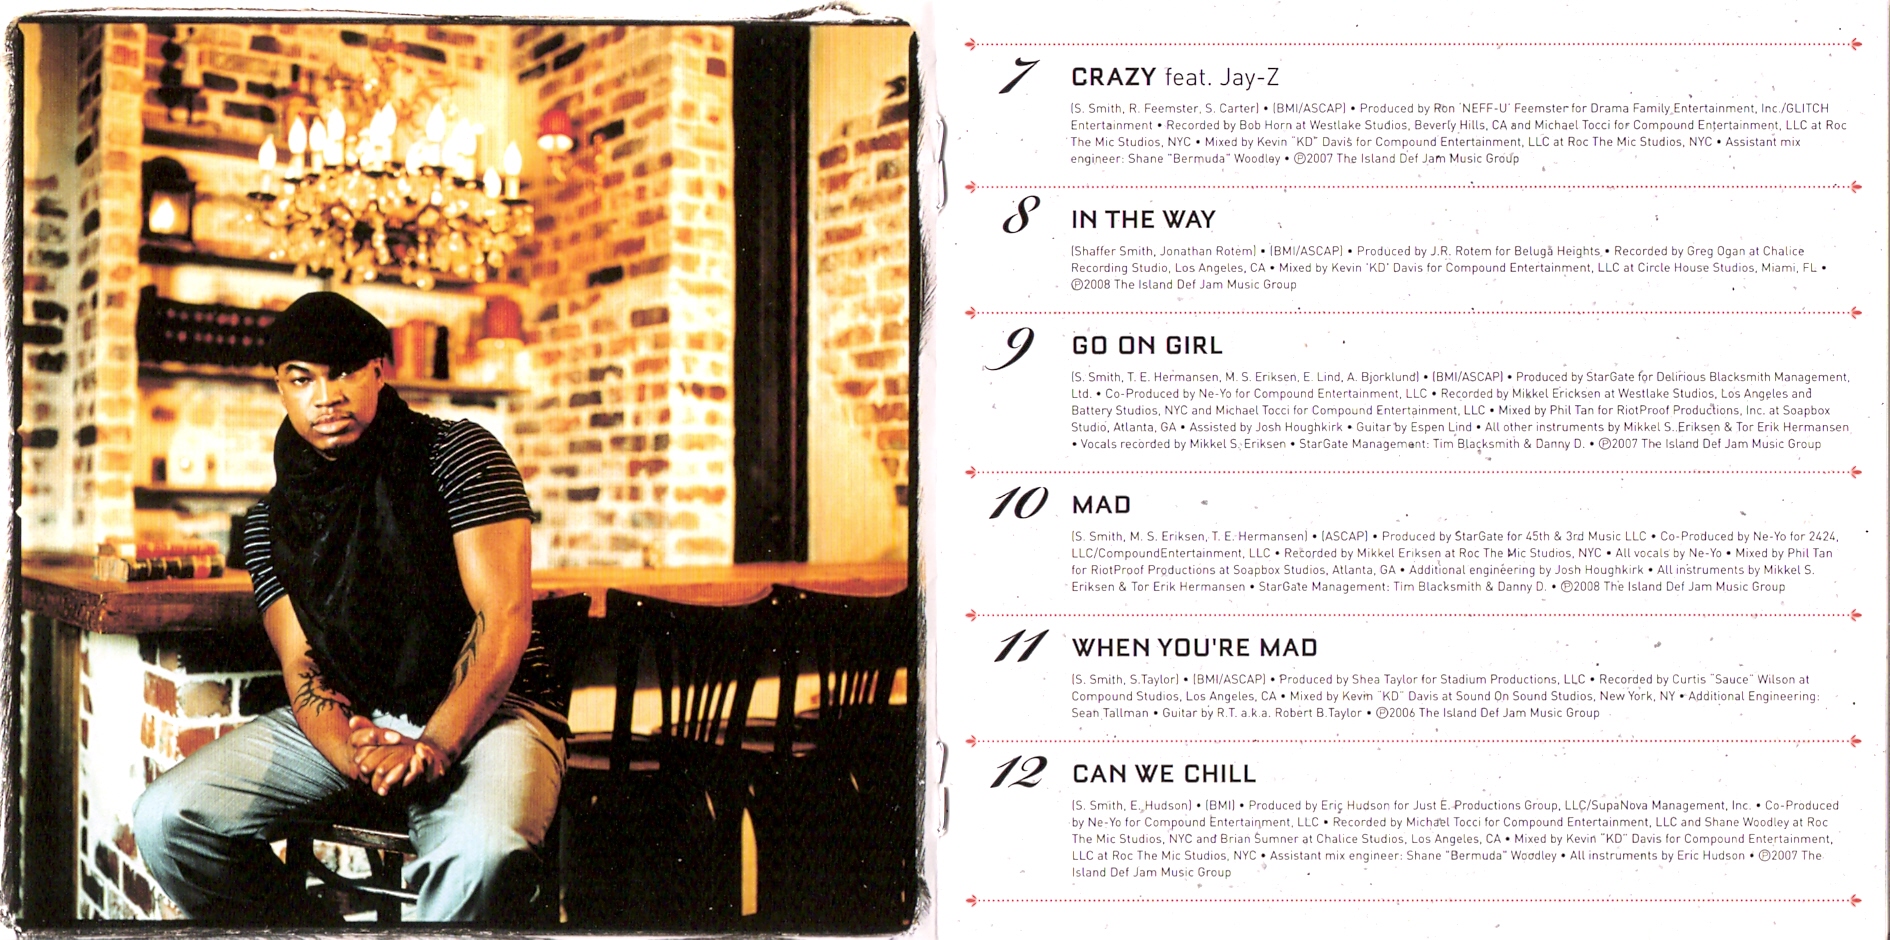 7 CRAZY feat. Jay-Z
(S. Smith, R. Feemster, S. Carter) • (BMI/ASCAP) • Produced by Ron 'NEFF-U' Feemster for Drama Family Entertainment, Inc./GLITCH
Entertainment • Recorded by Bob Horn at Westlake Studios, Beverly Hills, CA and Michael Tocci for Compound Entertainment, LLC at Roc
The Mic Studios, NYC • Mixed by Kevin "KD" Davis for Compound Entertainment, LLC at Roc The Mic Studios, NYC • Assistant mix
engineer: Shane "Bermuda" Woodley • ℗2007 The Island Def Jam Music Group
8 IN THE WAY
(Shaffer Smith, Jonathan Rotem) • (BMI/ASCAP) • Produced by J.R. Rotem for Beluga Heights • Recorded by Greg Ogan at Chalice
Recording Studio, Los Angeles, CA • Mixed by Kevin 'KD' Davis for Compound Entertainment, LLC at Circle House Studios, Miami, FL •
℗2008 The Island Def Jam Music Group
9 GO ON GIRL
(S. Smith, T. E. Hermansen, M. S. Eriksen, E. Lind, A. Bjorklund) • (BMI/ASCAP) • Produced by StarGate for Delirious Blacksmith Management,
Ltd. • Co-Produced by Ne-Yo for Compound Entertainment, LLC • Recorded by Mikkel Ericksen at Westlake Studios, Los Angeles and
Battery Studios, NYC and Michael Tocci for Compound Entertainment, LLC • Mixed by Phil Tan for RiotProof Productions, Inc. at Soapbox
Studio, Atlanta, GA • Assisted by Josh Houghkirk • Guitar by Espen Lind • All other instruments by Mikkel S. Eriksen & Tor Erik Hermansen
• Vocals recorded by Mikkel S. Eriksen • StarGate Management: Tim Blacksmith & Danny D. • ℗2007 The Island Def Jam Music Group
10 MAD
(S. Smith, M. S. Eriksen, T. E. Hermansen) • (ASCAP) • Produced by StarGate for 45th & 3rd Music LLC • Co-Produced by Ne-Yo for 2424,
LLC/CompoundEntertainment, LLC • Recorded by Mikkel Eriksen at Roc The Mic Studios, NYC • All vocals by Ne-Yo • Mixed by Phil Tan
for RiotProof Productions at Soapbox Studios, Atlanta, GA • Additional engineering by Josh Houghkirk • All instruments by Mikkel S.
Eriksen & Tor Erik Hermansen • StarGate Management: Tim Blacksmith & Danny D. • ℗2008 The Island Def Jam Music Group
11 WHEN YOU'RE MAD
(S. Smith, S.Taylor) • (BMI/ASCAP) • Produced by Shea Taylor for Stadium Productions, LLC • Recorded by Curtis "Sauce" Wilson at
Compound Studios, Los Angeles, CA • Mixed by Kevin "KD" Davis at Sound On Sound Studios, New York, NY • Additional Engineering:
Sean Tallman • Guitar by R.T. a.k.a. Robert B.Taylor • ℗2006 The Island Def Jam Music Group
12 CAN WE CHILL
(S. Smith, E. Hudson) • (BMI) • Produced by Eric Hudson for Just E. Productions Group, LLC/SupaNova Management, Inc. • Co-Produced
by Ne-Yo for Compound Entertainment, LLC • Recorded by Michael Tocci for Compound Entertainment, LLC and Shane Woodley at Roc
The Mic Studios, NYC and Brian Sumner at Chalice Studios, Los Angeles, CA • Mixed by Kevin "KD" Davis for Compound Entertainment,
LLC at Roc The Mic Studios, NYC • Assistant mix engineer: Shane "Bermuda" Woodley • All instruments by Eric Hudson • ℗2007 The
Island Def Jam Music Group